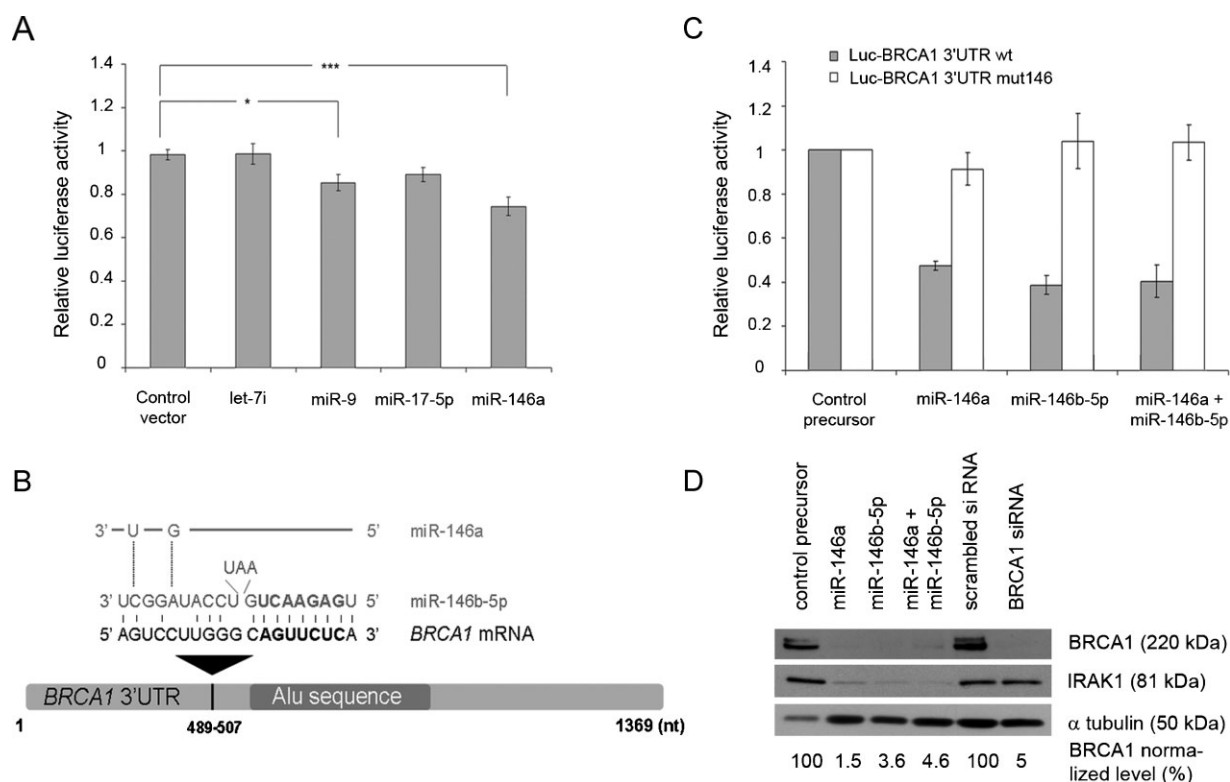 A
Relative luciferase activity
1.4
1.2
1
0.8
0.6
0.4
0.2
0
***
*
Control vector
let-7i
miR-9
miR-17-5p
miR-146a
B
3' U G 5' miR-146a
UAA
3' UCGGAUACCU GUCAAGAGU 5' miR-146b-5p
5' AGUCCUUGGG CAGUUCUCA 3' BRCA1 mRNA
BRCA1 3'UTR
Alu sequence
1
489-507
1369 (nt)
C
Luc-BRCA1 3'UTR wt
Luc-BRCA1 3'UTR mut146
Relative luciferase activity
1.4
1.2
1
0.8
0.6
0.4
0.2
0
Control precursor
miR-146a
miR-146b-5p
miR-146a +
miR-146b-5p
D
control precursor
miR-146a
miR-146b-5p
miR-146a +
miR-146b-5p
scrambled si RNA
BRCA1 siRNA
BRCA1 (220 kDa)
IRAK1 (81 kDa)
α tubulin (50 kDa)
100 1.5 3.6 4.6 100 5
BRCA1 norma-
lized level (%)